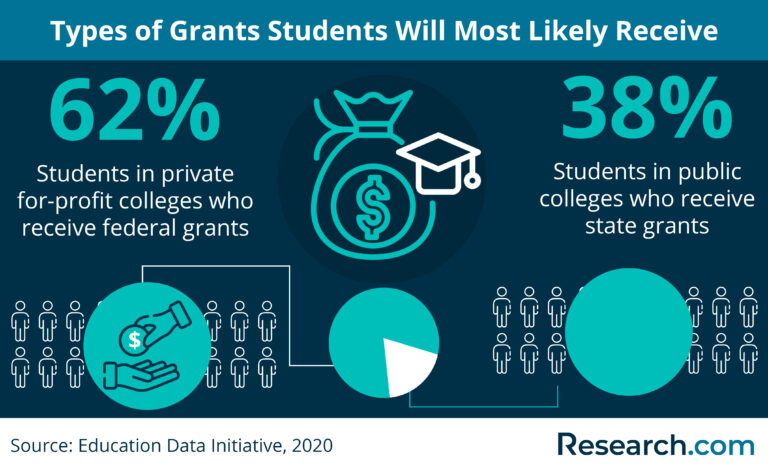 Types of Grants Students Will Most Likely Receive
62%
Students in private
for-profit colleges who
receive federal grants
$
38%
Students in public
colleges who receive
state grants
$
Source: Education Data Initiative, 2020
Research.com